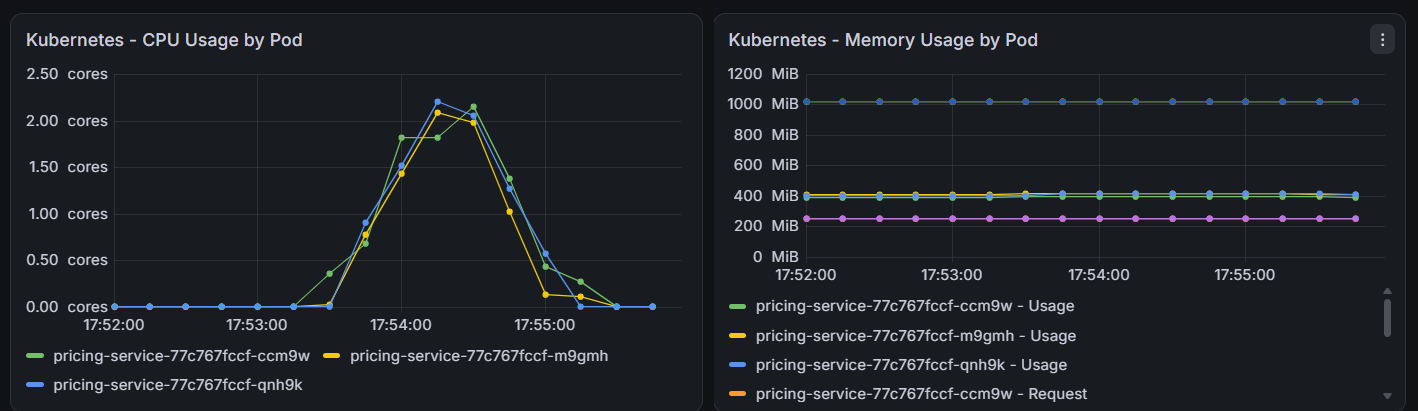 Kubernetes - CPU Usage by Pod
2.50 cores
2.00 cores
1.50 cores
1.00 cores
0.50 cores
0.00 cores
17:52:00 17:53:00 17:54:00 17:55:00
pricing-service-77c767fccf-ccm9w pricing-service-77c767fccf-m9gmh
pricing-service-77c767fccf-qnh9k
Kubernetes - Memory Usage by Pod
1200 MiB
1000 MiB
800 MiB
600 MiB
400 MiB
200 MiB
0 MiB
17:52:00 17:53:00 17:54:00 17:55:00
pricing-service-77c767fccf-ccm9w - Usage
pricing-service-77c767fccf-m9gmh - Usage
pricing-service-77c767fccf-qnh9k - Usage
pricing-service-77c767fccf-ccm9w - Request